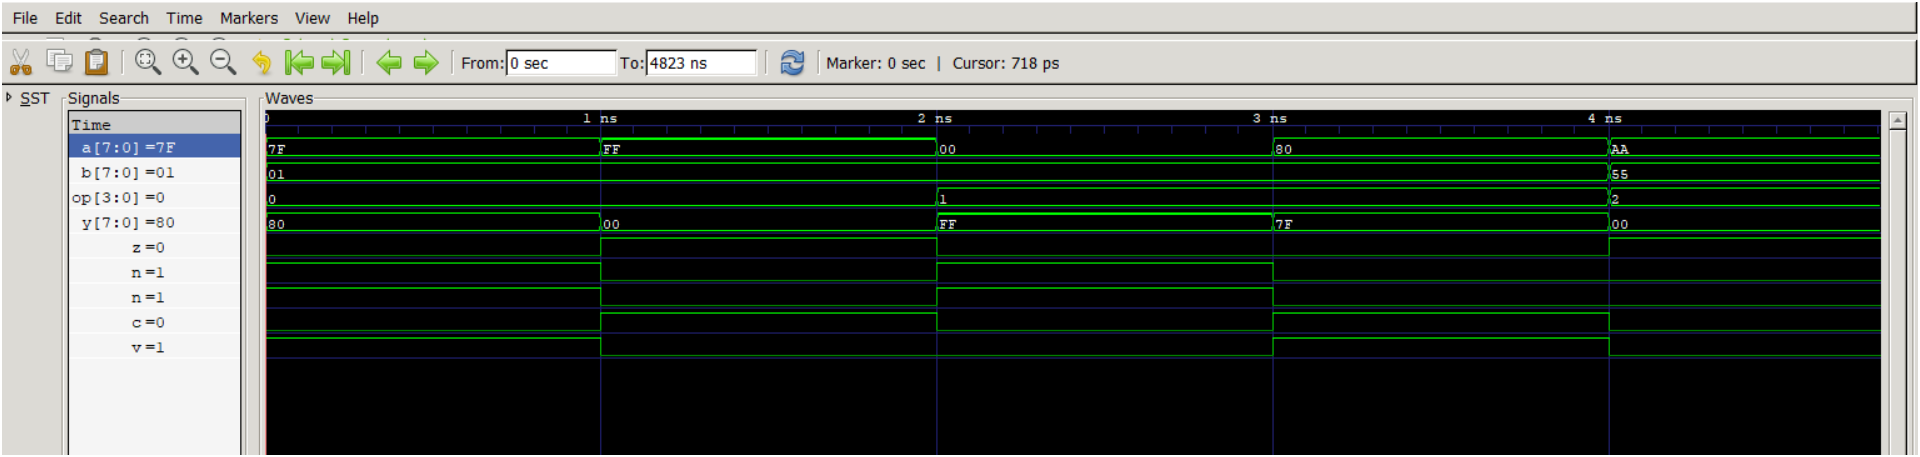 File Edit Search Time Markers View Help
From: 0 sec To: 4823 ns Marker: 0 sec | Cursor: 718 ps
SST Signals Waves
Time 0 1 ns 2 ns 3 ns 4 ns
a[7:0] =7F 7F FF 00 80 AA
b[7:0] =01 01 55
op[3:0] =0 0 1 2
y[7:0] =80 80 00 FF 7F 00
z =0
n =1
n =1
c =0
v =1